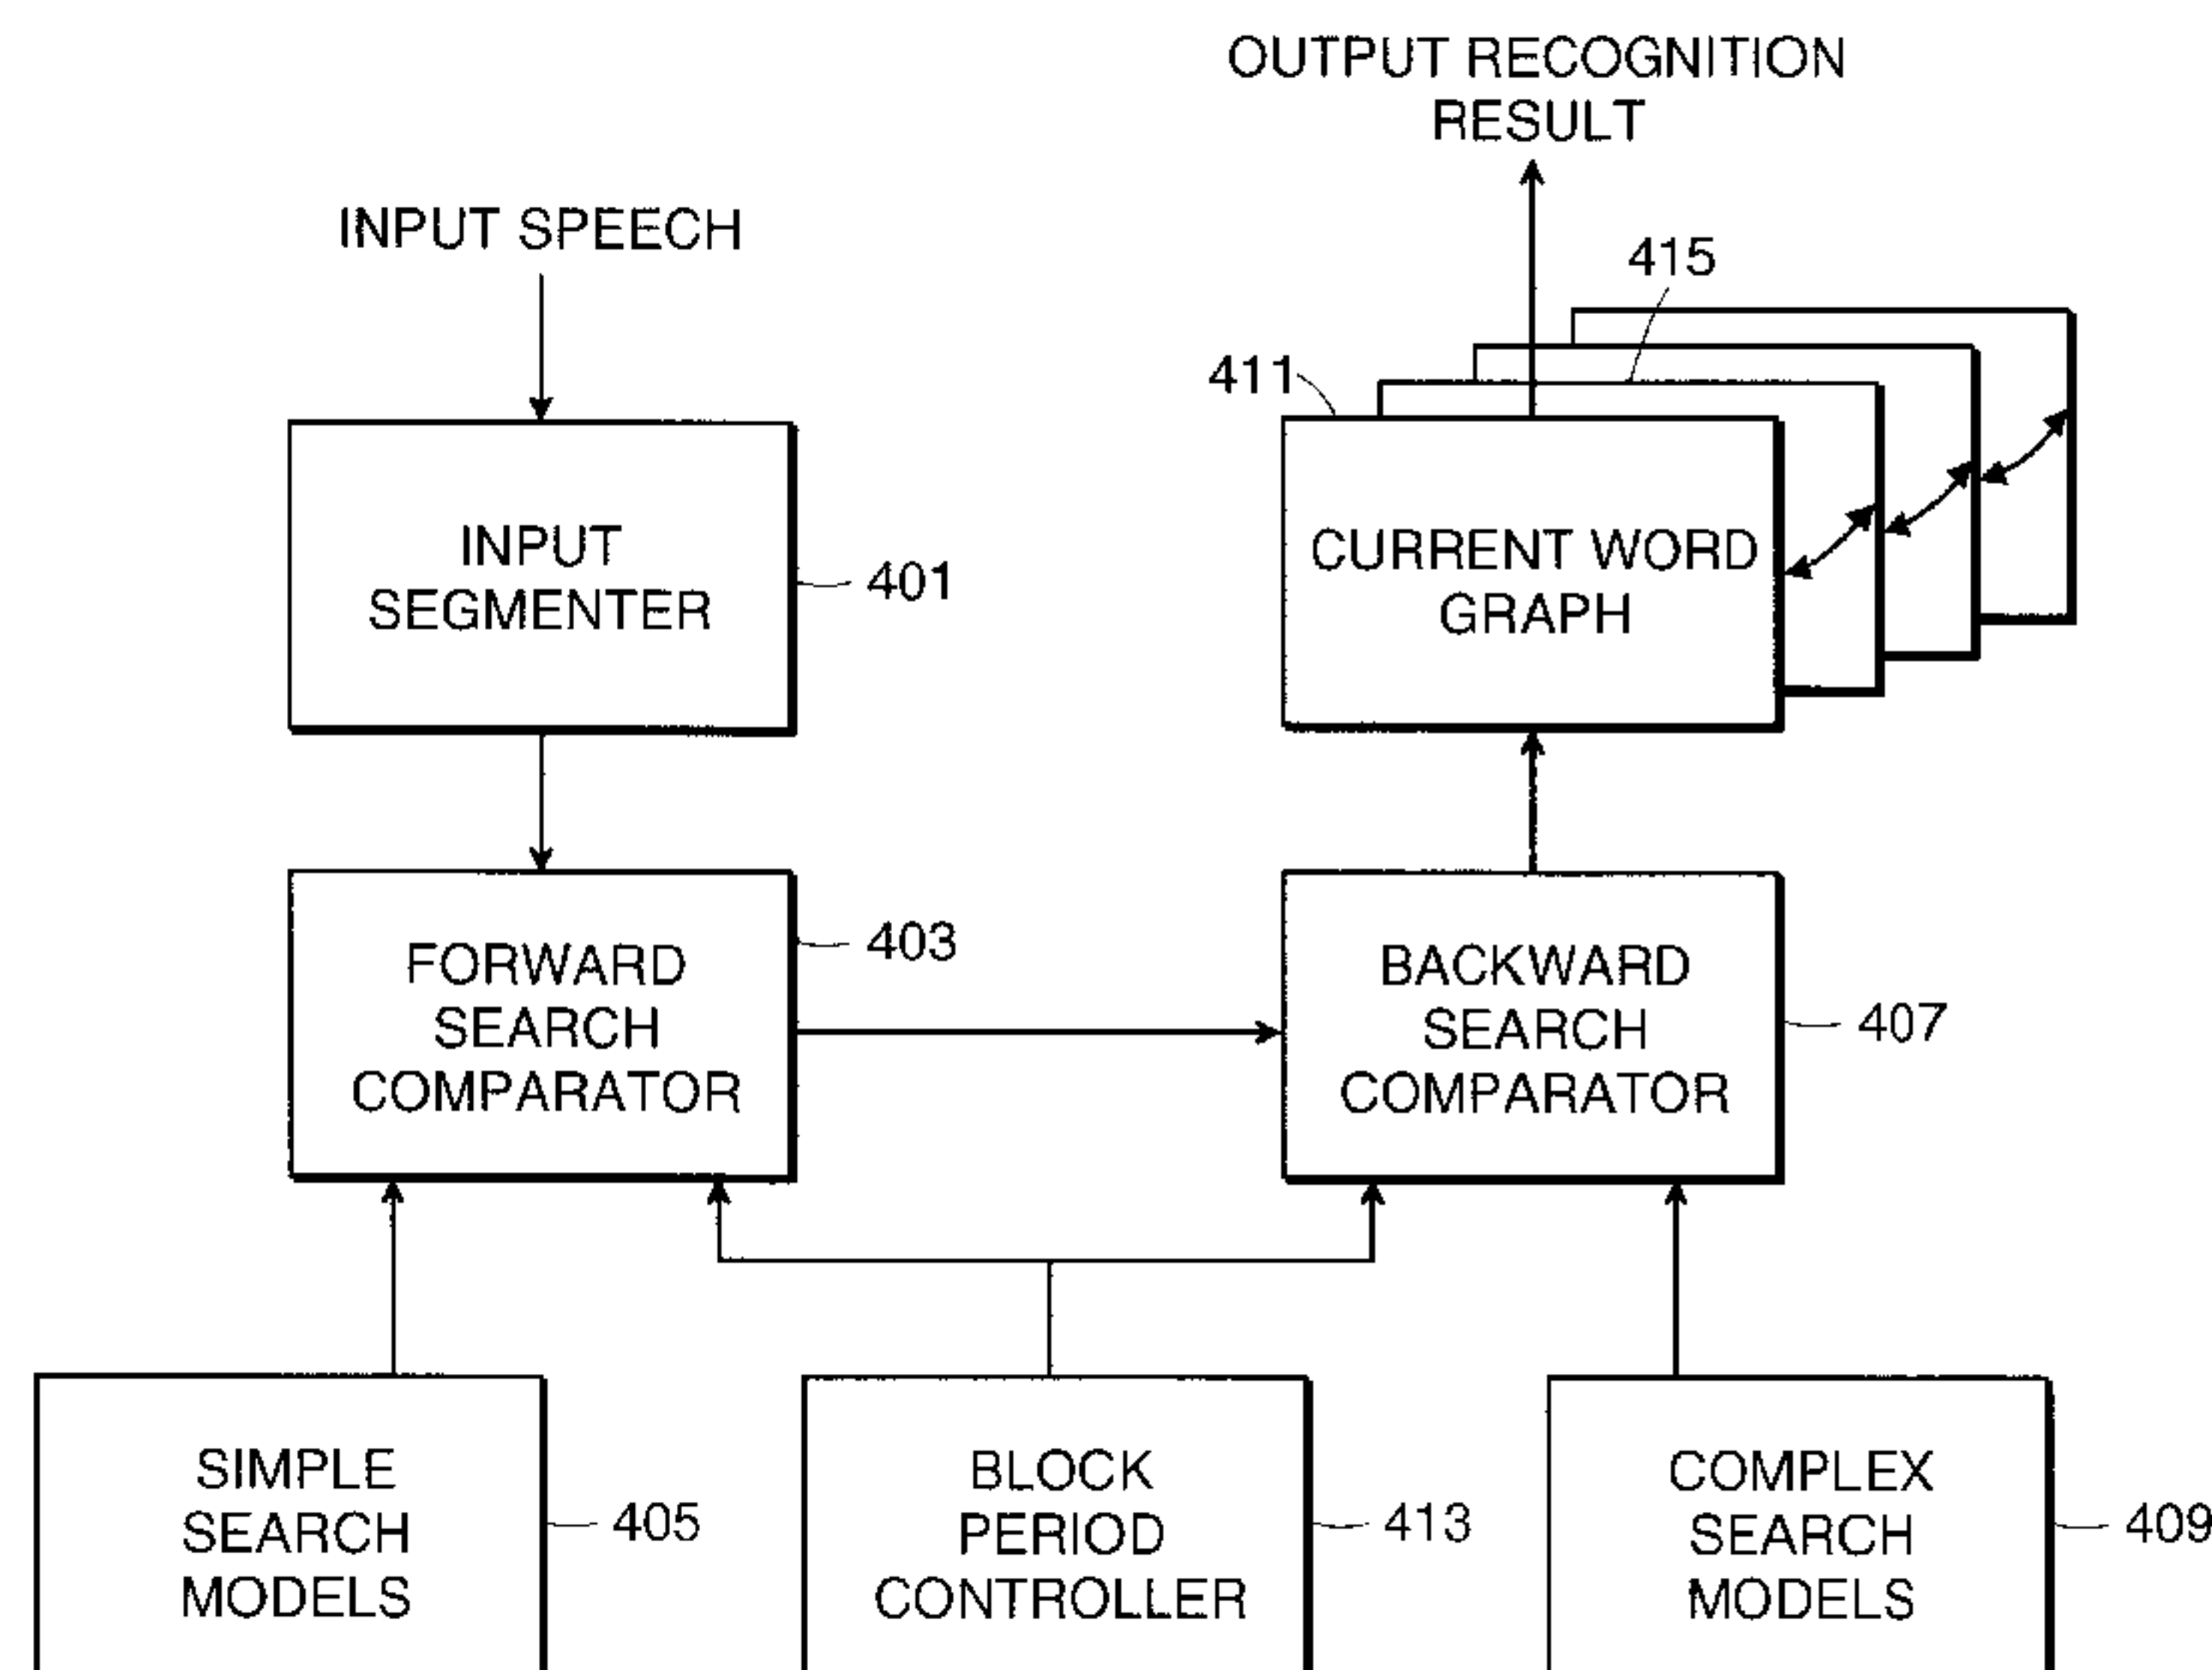 OUTPUT RECOGNITION
RESULT
INPUT SPEECH
415
411
INPUT
SEGMENTER
401
CURRENT WORD
GRAPH
FORWARD
SEARCH
COMPARATOR
403
BACKWARD
SEARCH
COMPARATOR
407
SIMPLE
SEARCH
MODELS
405
BLOCK
PERIOD
CONTROLLER
413
COMPLEX
SEARCH
MODELS
409